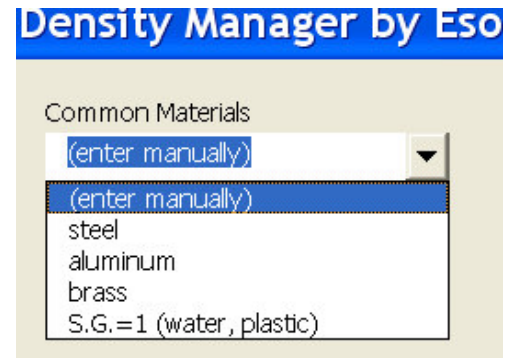 Density Manager by Eso
Common Materials
(enter manually)
(enter manually)
steel
aluminum
brass
S.G.=1 (water, plastic)